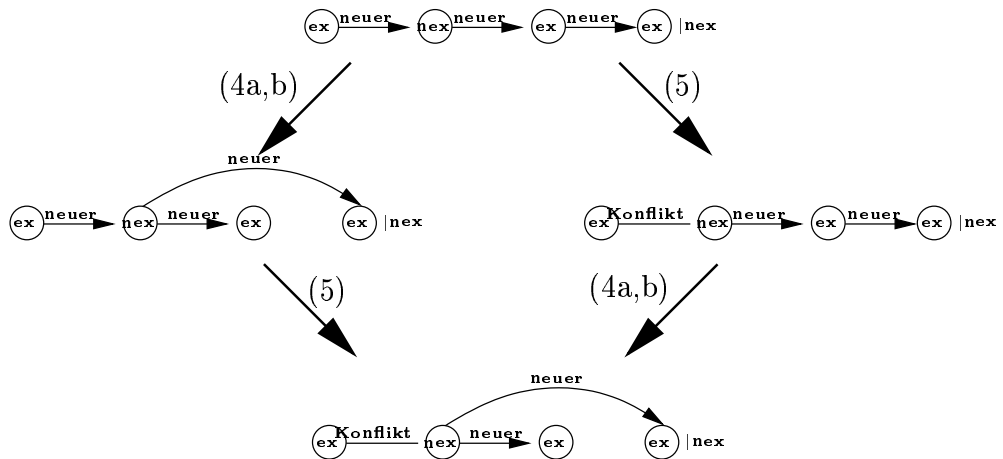 neuer neuer neuer
ex nex ex ex |nex
(4a,b) (5)
neuer
neuer neuer Konflikt neuer neuer
ex nex ex ex |nex ex nex ex ex |nex
(5) (4a,b)
neuer
Konflikt neuer
ex nex ex ex |nex